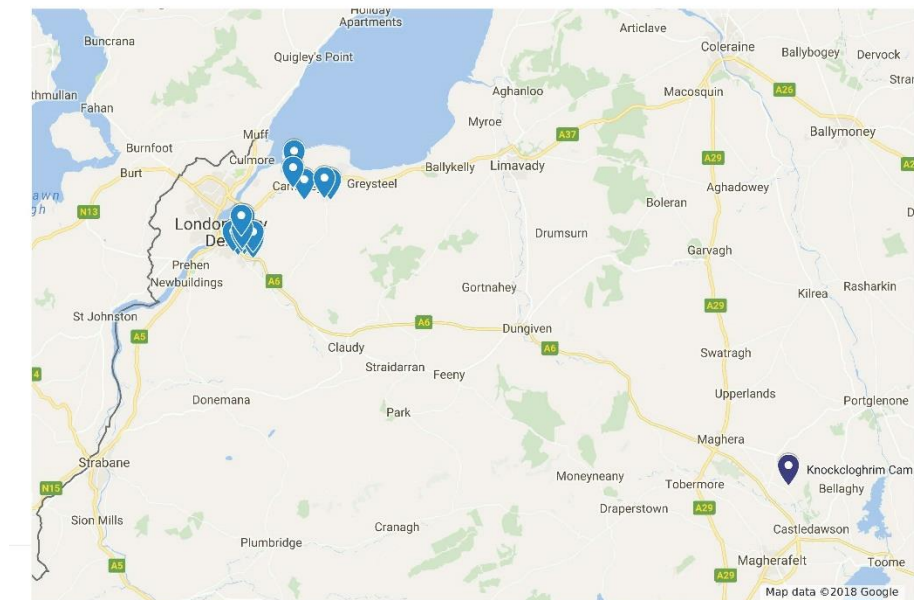 Holiday
Apartments
Articlave
Buncrana
Coleraine
Ballybogey
Dervock
Quigley's Point
thmullan
Aghanloo
Macosquin
A26
Fahan
Myroe
A37
Ballymoney
Muff
Burnfoot
Culmore
Ballykelly
Limavady
A29
Burt
Greysteel
Aghadowey
N13
Boleran
Drumsurn
Garvagh
Prehen
Newbuildings
A6
Gortnahey
Kilrea
Rasharkin
St Johnston
A29
A5
A6
Dungiven
Claudy
A6
Swatragh
Straidarran
Feeny
Upperlands
Donemana
Park
Portglenone
Maghera
Strabane
Knockcloghrim Cam
Moneyneany
Tobermore
Bellaghy
N15
Draperstown
A29
Sion Mills
Cranagh
Castledawson
Plumbridge
A5
Magherafelt
Toome
A29
Map data ©2018 Google